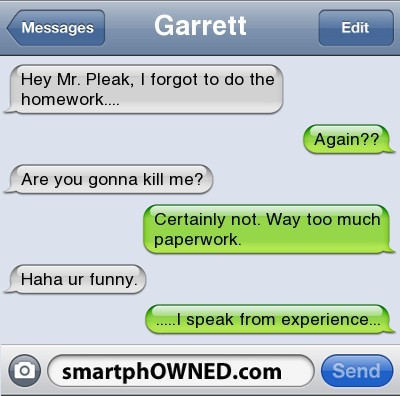 Messages
Garrett
Edit
Hey Mr. Pleak, I forgot to do the
homework....
Again??
Are you gonna kill me?
Certainly not. Way too much
paperwork.
Haha ur funny.
.....I speak from experience...
smartphOWNED.com
Send